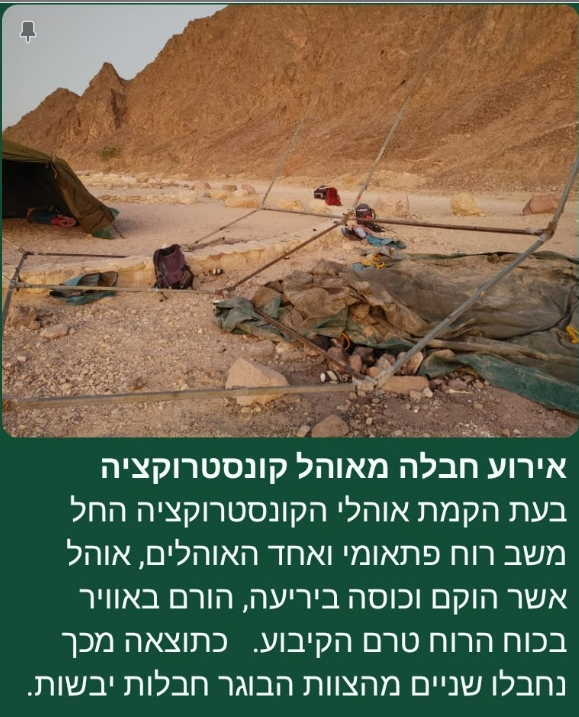 אירוע חבלה מאוהל קונסטרוקציה
בעת הקמת אוהלי הקונסטרוקציה החל
משב רוח פתאומי ואחד האוהלים, אוהל
אשר הוקם וכוסה ביריעה, הורם באוויר
בכוח הרוח טרם הקיבוע. כתוצאה מכך
נחבלו שניים מהצוות הבוגר חבלות יבשות.